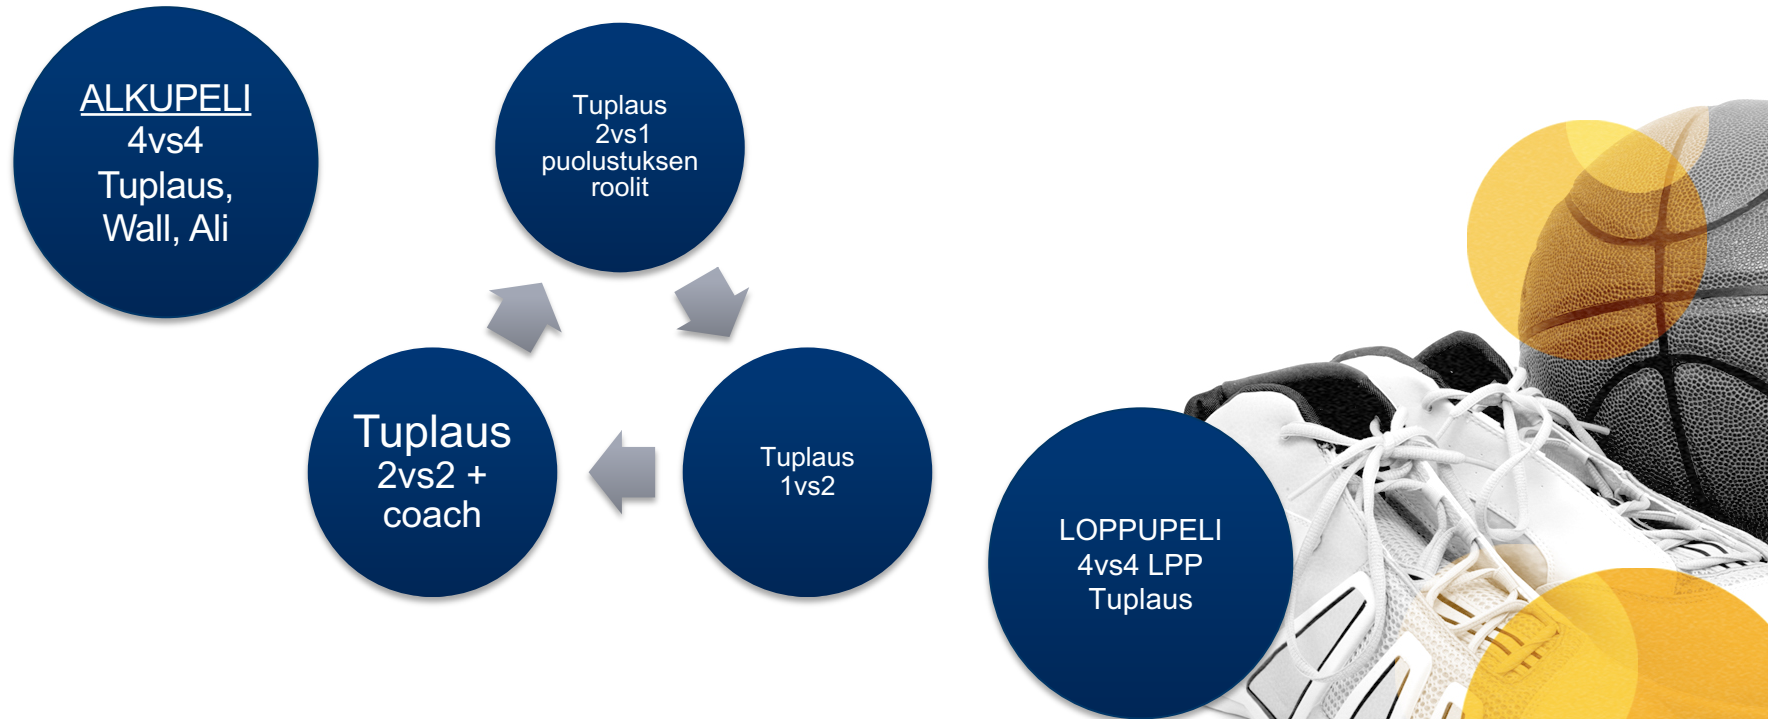 ALKUPELI
4vs4
Tuplaus,
Wall, Ali
Tuplaus
2vs1
puolustuksen
roolit
Tuplaus
1vs2
Tuplaus
2vs2 +
coach
LOPPUPELI
4vs4 LPP
Tuplaus